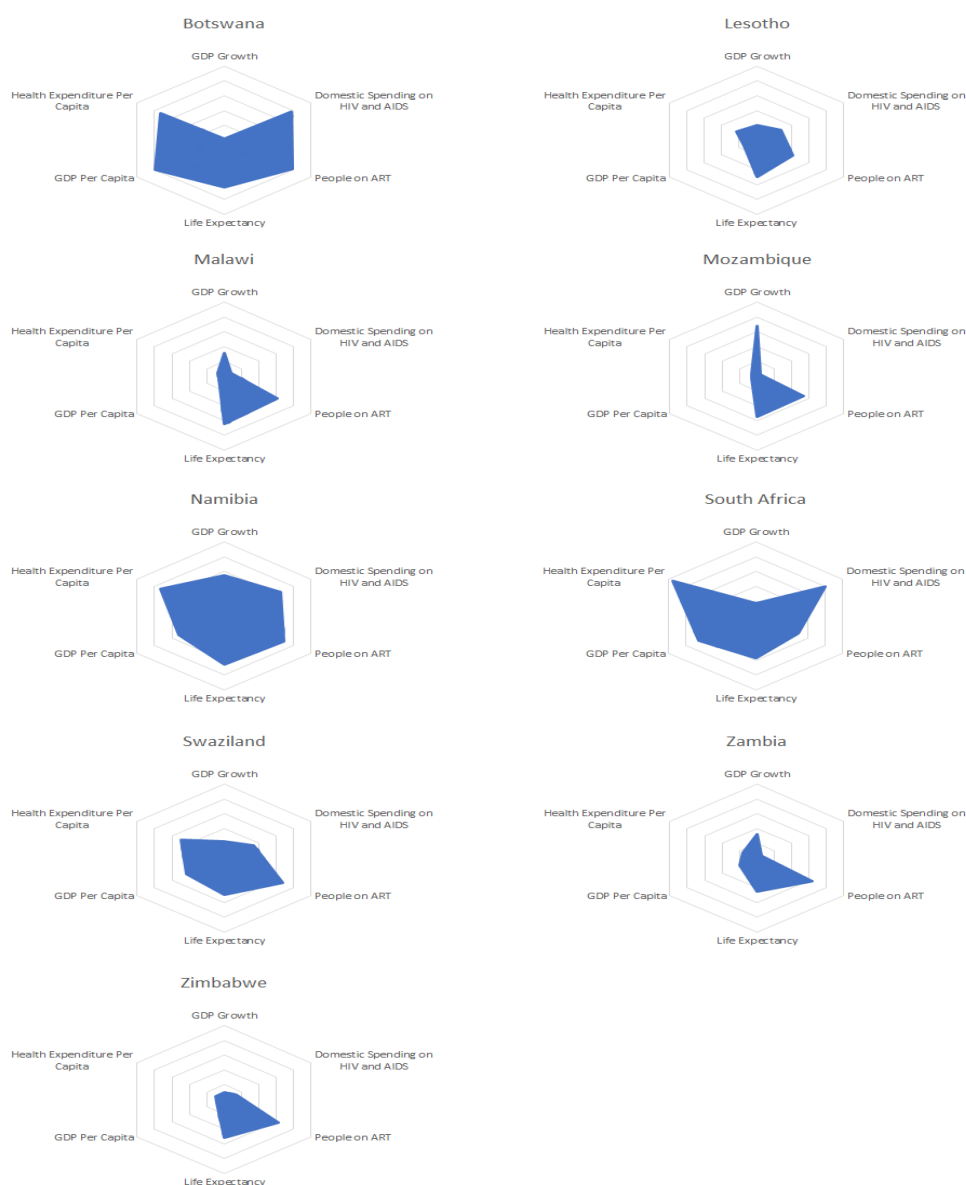 Botswana
GDP Growth
Health Expenditure Per
Capita
Domestic Spending on
HIV and AIDS
GDP Per Capita
People on ART
Life Expectancy
Lesotho
GDP Growth
Health Expenditure Per
Capita
Domestic Spending on
HIV and AIDS
GDP Per Capita
People on ART
Life Expectancy
Malawi
GDP Growth
Health Expenditure Per
Capita
Domestic Spending on
HIV and AIDS
GDP Per Capita
People on ART
Life Expectancy
Mozambique
GDP Growth
Health Expenditure Per
Capita
Domestic Spending on
HIV and AIDS
GDP Per Capita
People on ART
Life Expectancy
Namibia
GDP Growth
Health Expenditure Per
Capita
Domestic Spending on
HIV and AIDS
GDP Per Capita
People on ART
Life Expectancy
South Africa
GDP Growth
Health Expenditure Per
Capita
Domestic Spending on
HIV and AIDS
GDP Per Capita
People on ART
Life Expectancy
Swaziland
GDP Growth
Health Expenditure Per
Capita
Domestic Spending on
HIV and AIDS
GDP Per Capita
People on ART
Life Expectancy
Zambia
GDP Growth
Health Expenditure Per
Capita
Domestic Spending on
HIV and AIDS
GDP Per Capita
People on ART
Life Expectancy
Zimbabwe
GDP Growth
Health Expenditure Per
Capita
Domestic Spending on
HIV and AIDS
GDP Per Capita
People on ART
Life Expectancy